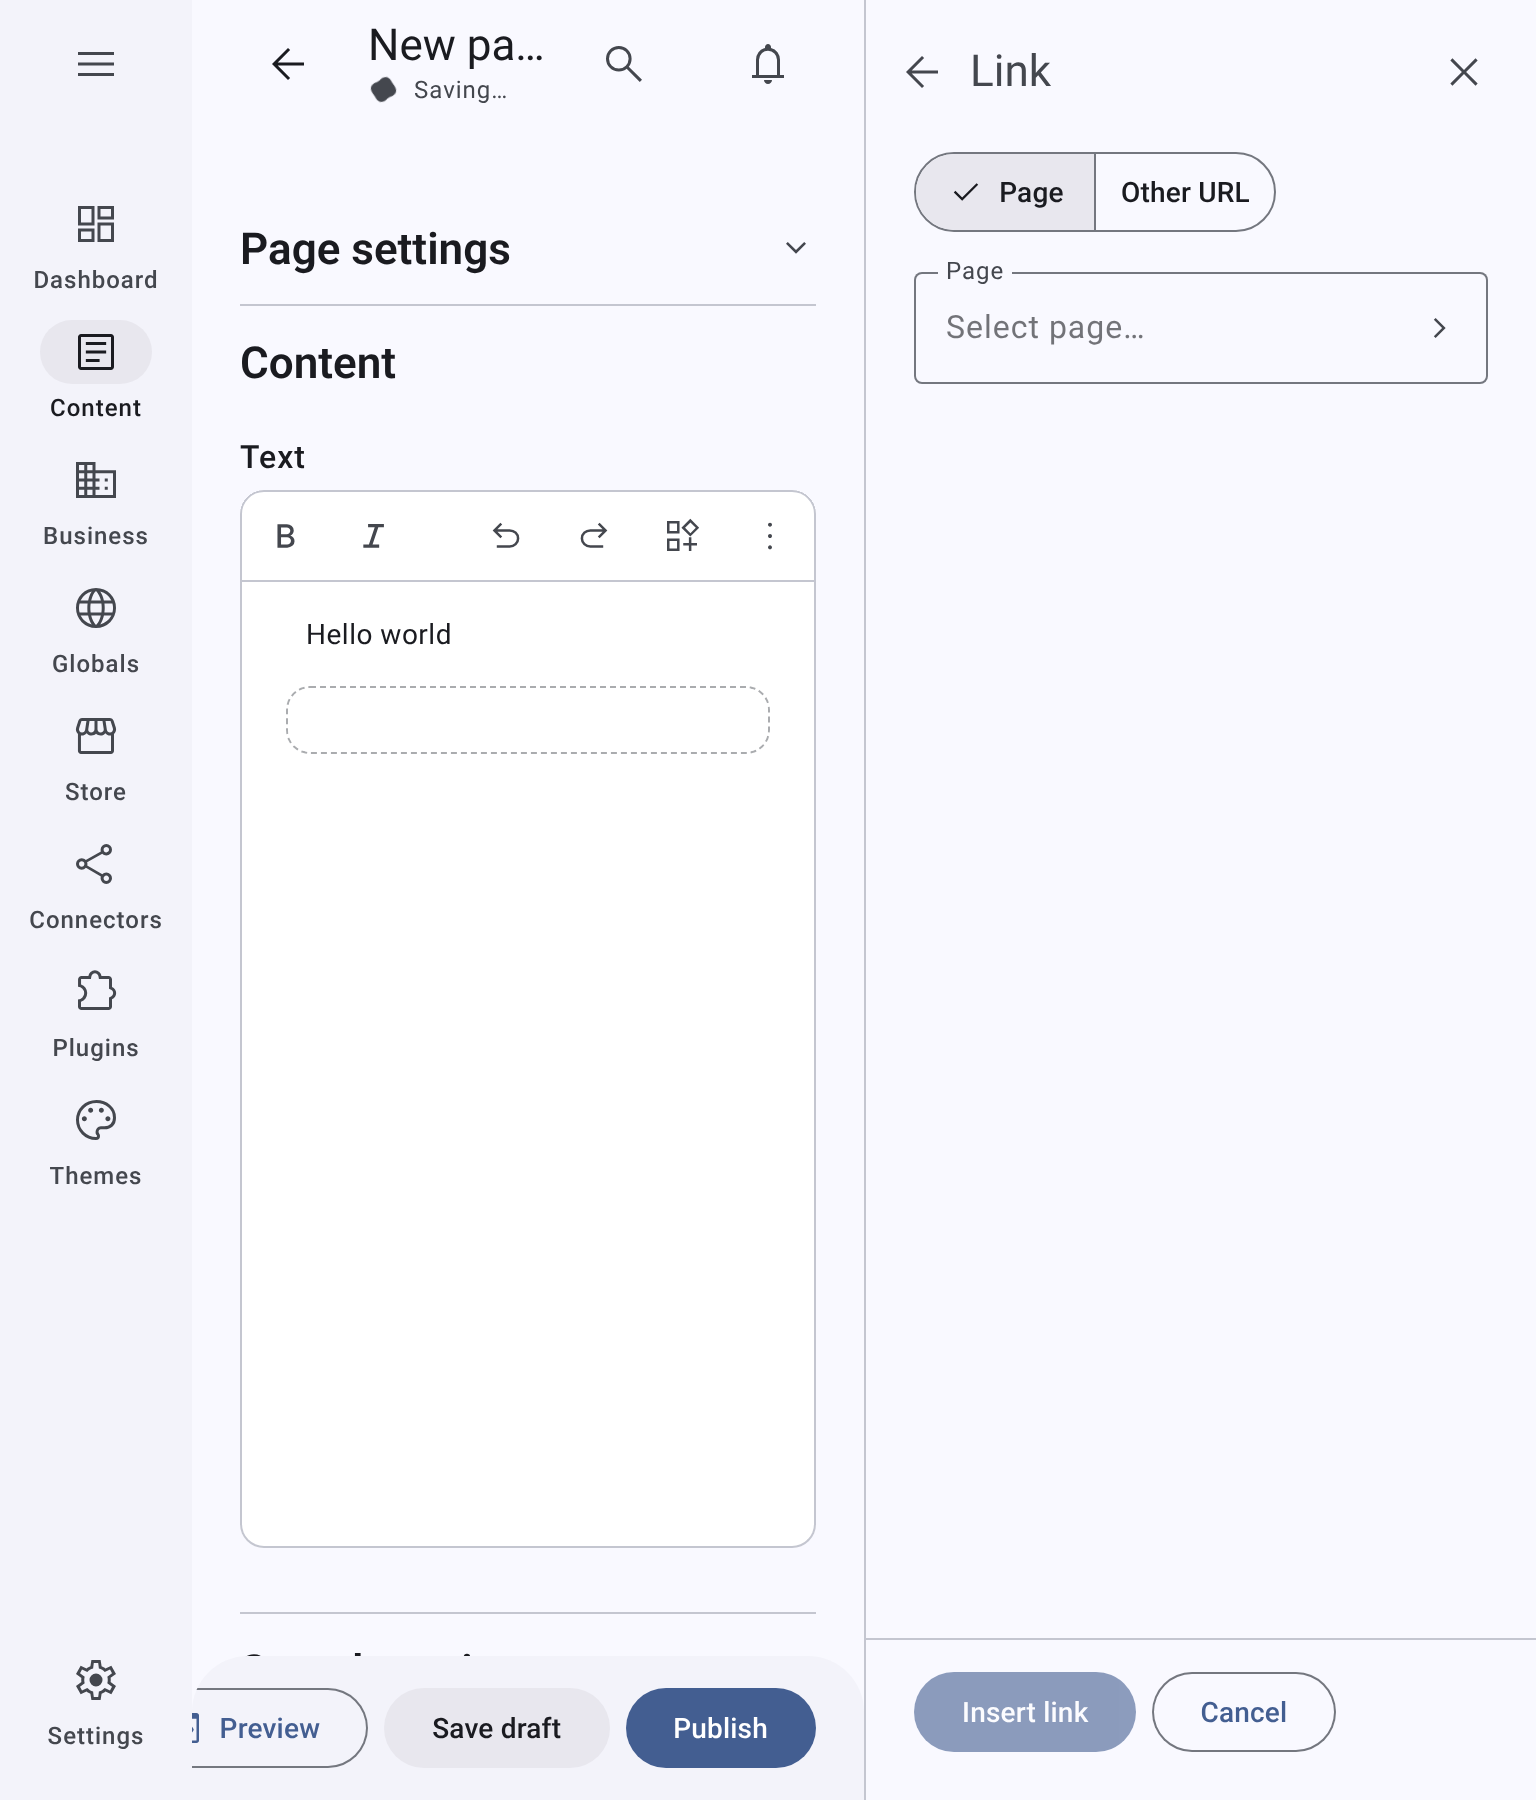 New pa…
Saving…
Link
Page
Other URL
Page
Select page…
Dashboard
Content
Business
Globals
Store
Connectors
Plugins
Themes
Settings
Page settings
Content
Text
B I
Hello world
Preview
Save draft
Publish
Insert link
Cancel